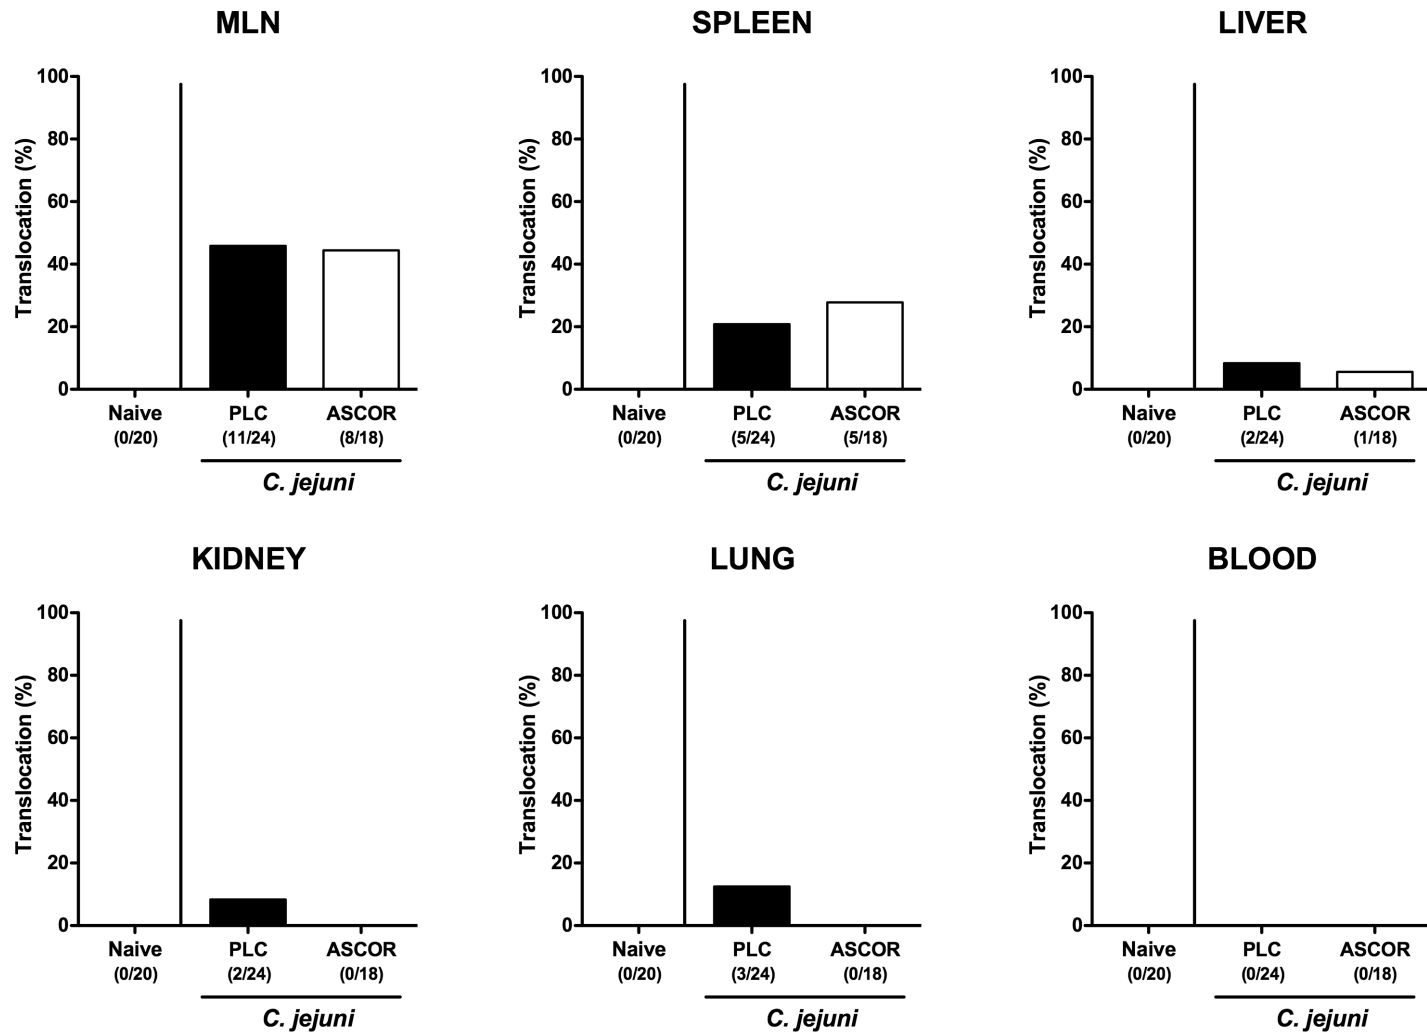 MLN
Translocation (%)
100
80
60
40
20
0
Naive PLC ASCOR
(0/20) (11/24) (8/18)
C. jejuni
SPLEEN
Translocation (%)
100
80
60
40
20
0
Naive PLC ASCOR
(0/20) (5/24) (5/18)
C. jejuni
LIVER
Translocation (%)
100
80
60
40
20
0
Naive PLC ASCOR
(0/20) (2/24) (1/18)
C. jejuni
KIDNEY
Translocation (%)
100
80
60
40
20
0
Naive PLC ASCOR
(0/20) (2/24) (0/18)
C. jejuni
LUNG
Translocation (%)
100
80
60
40
20
0
Naive PLC ASCOR
(0/20) (3/24) (0/18)
C. jejuni
BLOOD
Translocation (%)
100
80
60
40
20
0
Naive PLC ASCOR
(0/20) (0/24) (0/18)
C. jejuni